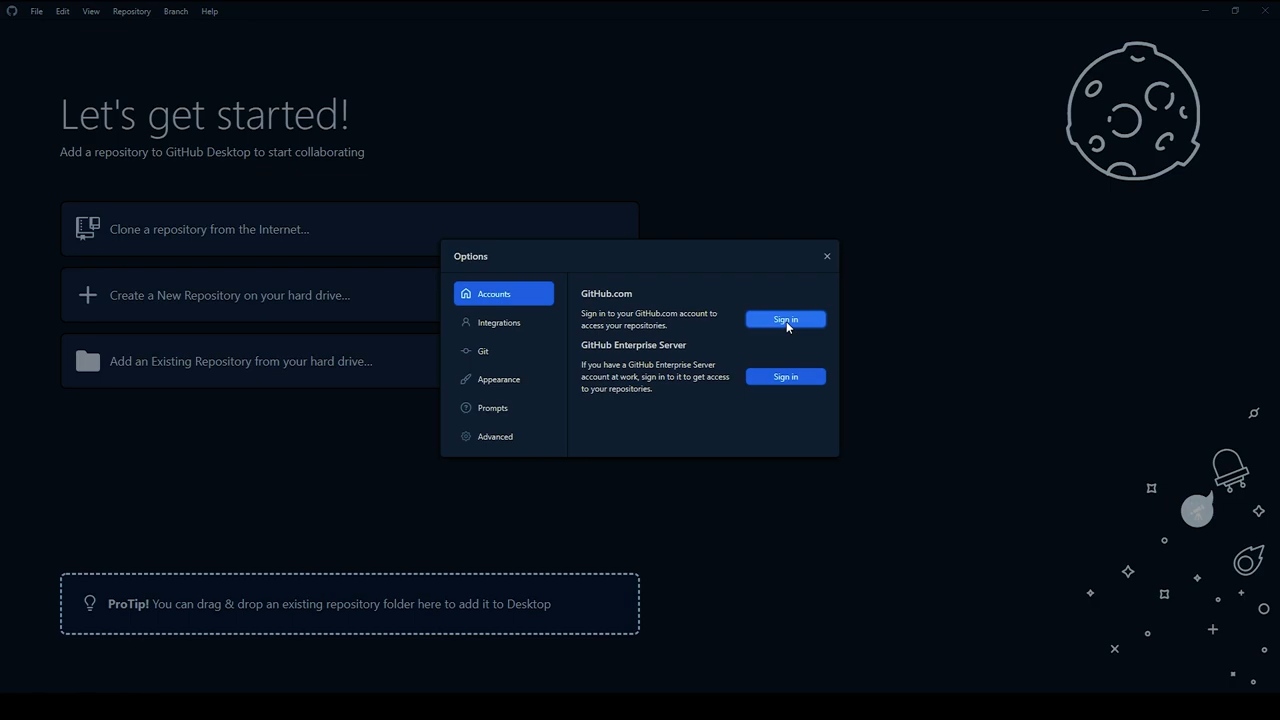 File Edit View Repository Branch Help
Let's get started!
Add a repository to GitHub Desktop to start collaborating
Clone a repository from the Internet...
Create a New Repository on your hard drive...
Add an Existing Repository from your hard drive...
Options
Accounts
Integrations
Git
Appearance
Prompts
Advanced
GitHub.com
Sign in to your GitHub.com account to
access your repositories.
Sign in
GitHub Enterprise Server
If you have a GitHub Enterprise Server
account at work, sign in to it to get access
to your repositories.
Sign in
ProTip! You can drag & drop an existing repository folder here to add it to Desktop